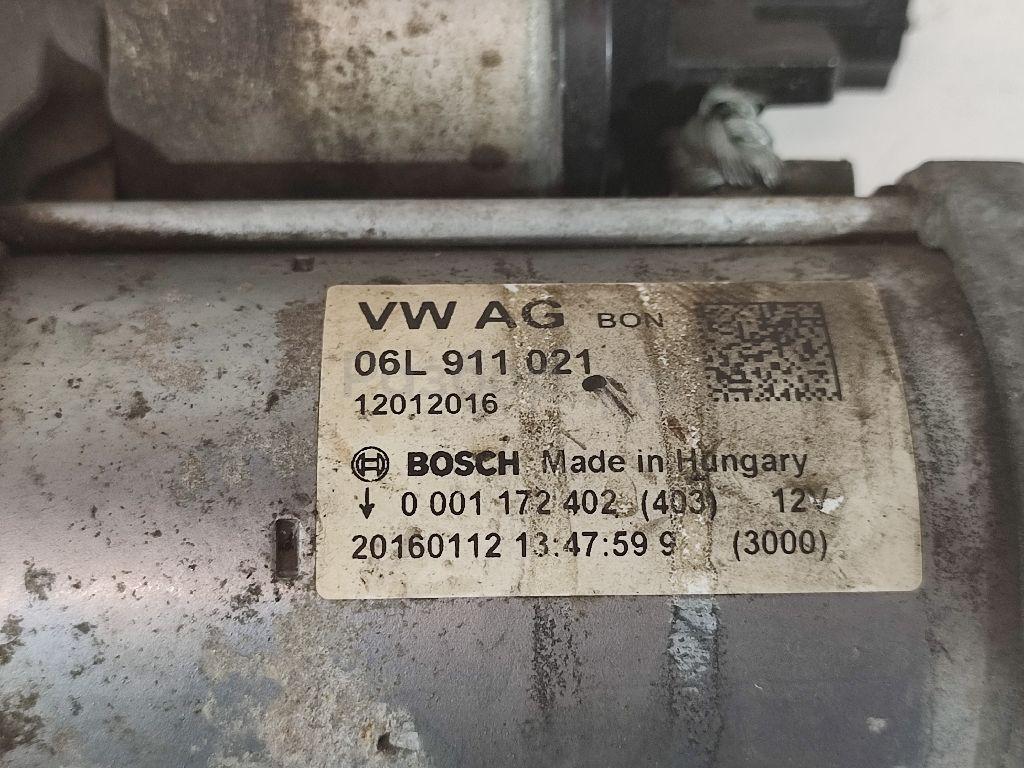 VW AG BON
06L 911 021
12012016
BOSCH Made in Hungary
0 001 172 402 (403) 12V
20160112 13:47:59 9 (3000)